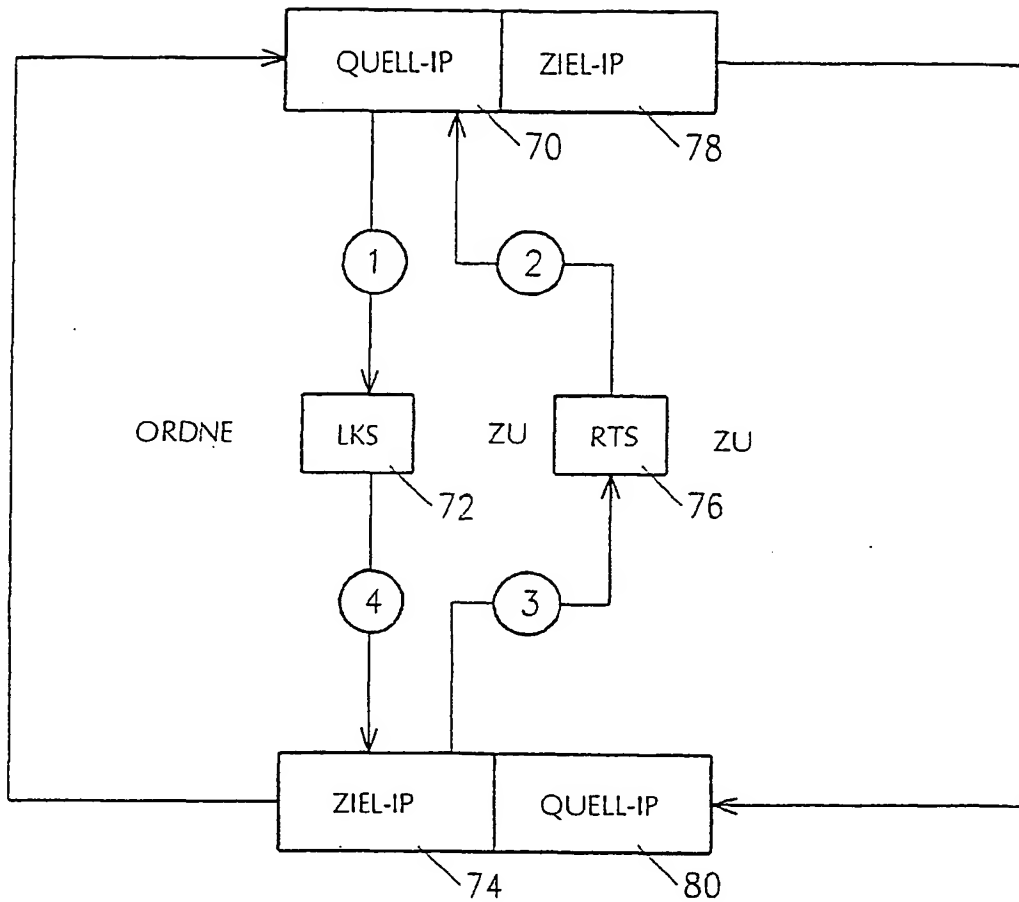 QUELL-IP ZIEL-IP
70 78
1 2
ORDNE LKS ZU RTS ZU
72 76
4 3
ZIEL-IP QUELL-IP
74 80